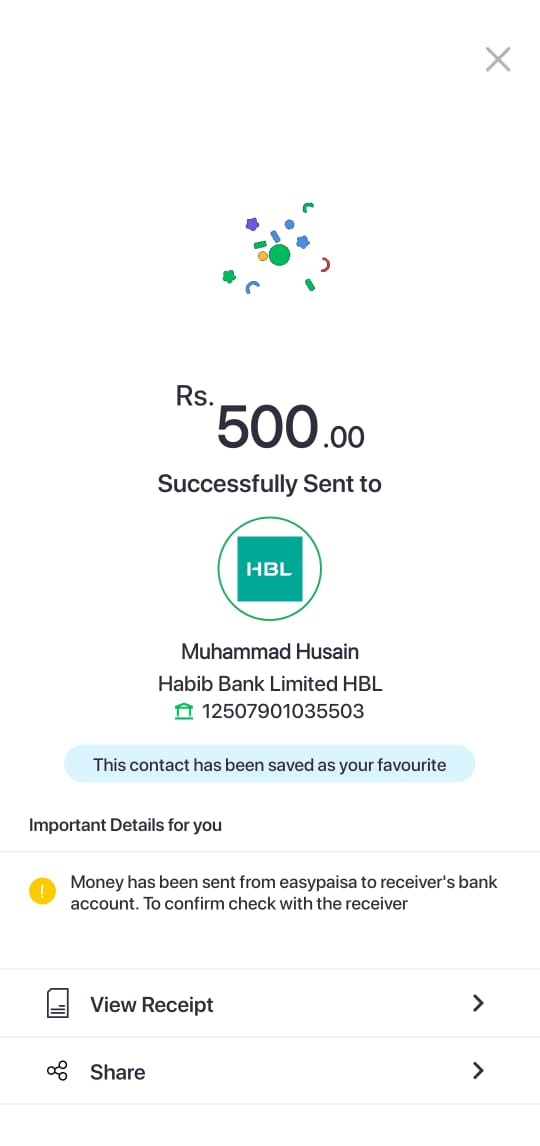 Rs. 500.00
Successfully Sent to
HBL
Muhammad Husain
Habib Bank Limited HBL
12507901035503
This contact has been saved as your favourite
Important Details for you
! Money has been sent from easypaisa to receiver's bank
account. To confirm check with the receiver
View Receipt
Share